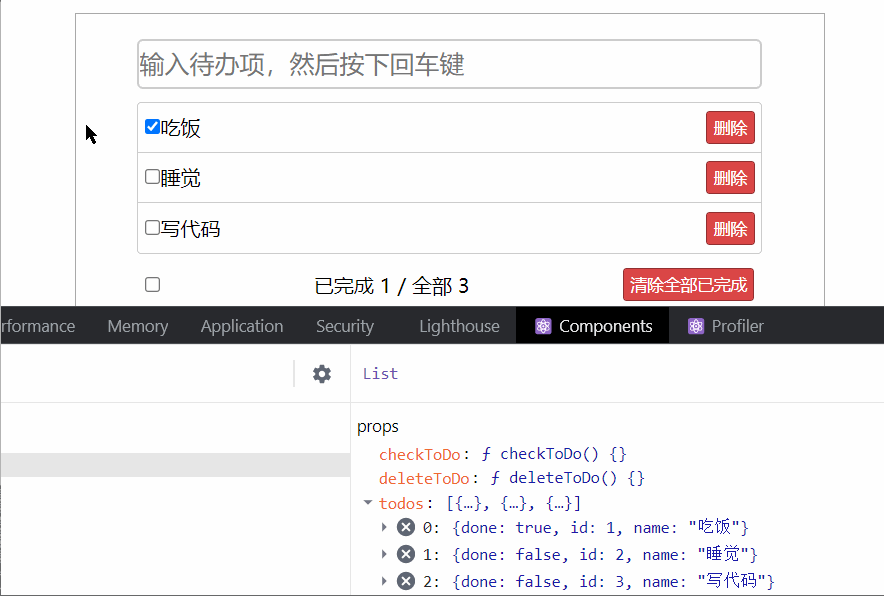 输入待办项，然后按下回车键
吃饭 删除
睡觉 删除
写代码 删除
已完成 1 / 全部 3 清除全部已完成
rformance Memory Application Security Lighthouse Components Profiler
List
props
checkToDo: ƒ checkToDo() {}
deleteToDo: ƒ deleteToDo() {}
todos: [{…}, {…}, {…}]
0: {done: true, id: 1, name: "吃饭"}
1: {done: false, id: 2, name: "睡觉"}
2: {done: false, id: 3, name: "写代码"}